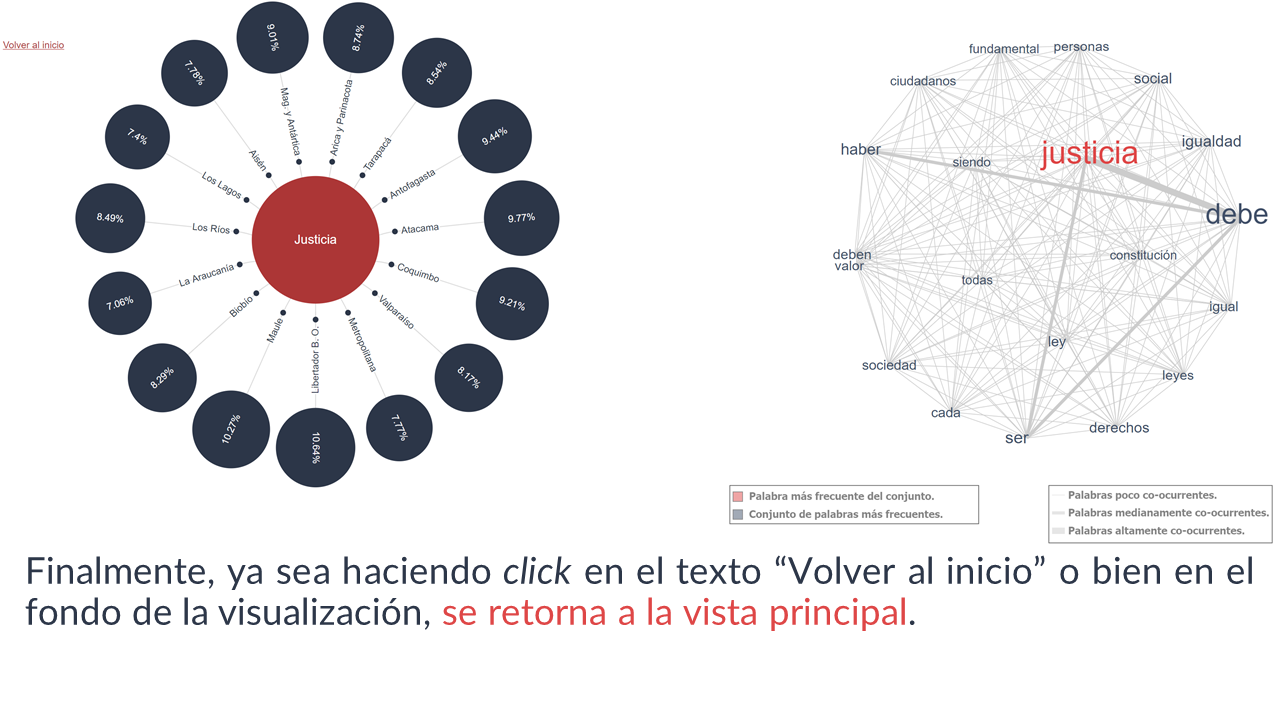 Volver al inicio
9.01%
8.74%
7.78%
8.54%
7.4%
9.44%
8.49%
9.77%
7.06%
9.21%
8.29%
8.17%
10.27%
10.64%
7.77%
Mag. y Antártica
Arica y Parinacota
Aisén
Tarapacá
Los Lagos
Antofagasta
Los Ríos
Atacama
La Araucanía
Coquimbo
Biobío
Valparaíso
Maule
Libertador B. O.
Metropolitana
Justicia
fundamental
personas
ciudadanos
social
haber
siendo
justicia
igualdad
debe
deben
valor
constitución
todas
igual
ley
sociedad
leyes
cada
ser
derechos
Palabra más frecuente del conjunto.
Conjunto de palabras más frecuentes.
Palabras poco co-ocurrentes.
Palabras medianamente co-ocurrentes.
Palabras altamente co-ocurrentes.
Finalmente, ya sea haciendo click en el texto “Volver al inicio” o bien en el
fondo de la visualización, se retorna a la vista principal.